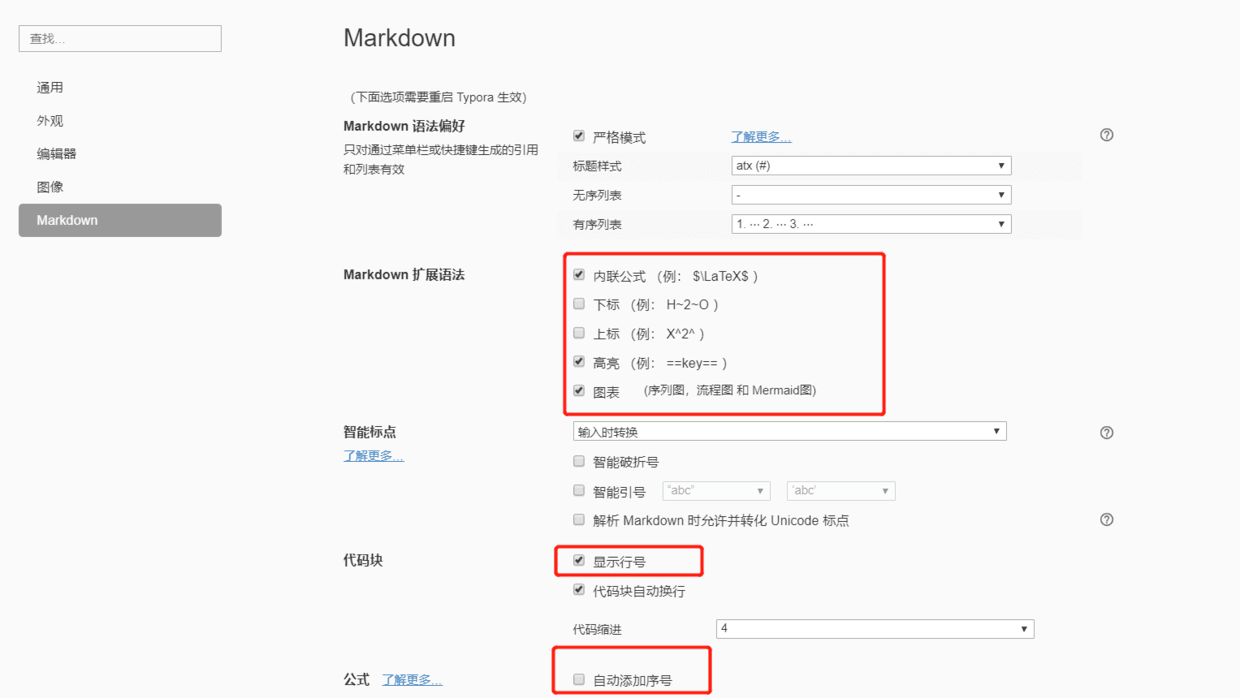 查找...
通用
外观
编辑器
图像
Markdown
Markdown
（下面选项需要重启 Typora 生效）
Markdown 语法偏好
只对通过菜单栏或快捷键生成的引用
和列表有效
严格模式 了解更多...
标题样式 atx (#)
无序列表 -
有序列表 1. ··· 2. ··· 3. ···
Markdown 扩展语法
内联公式 （例： $\LaTeX$ ）
下标 （例： H~2~O ）
上标 （例： X^2^ ）
高亮 （例： ==key== ）
图表 (序列图，流程图 和 Mermaid图)
智能标点 输入时转换
了解更多...
智能破折号
智能引号 “abc” ‘abc’
解析 Markdown 时允许并转化 Unicode 标点
代码块
显示行号
代码块自动换行
代码缩进 4
公式 了解更多... 自动添加序号